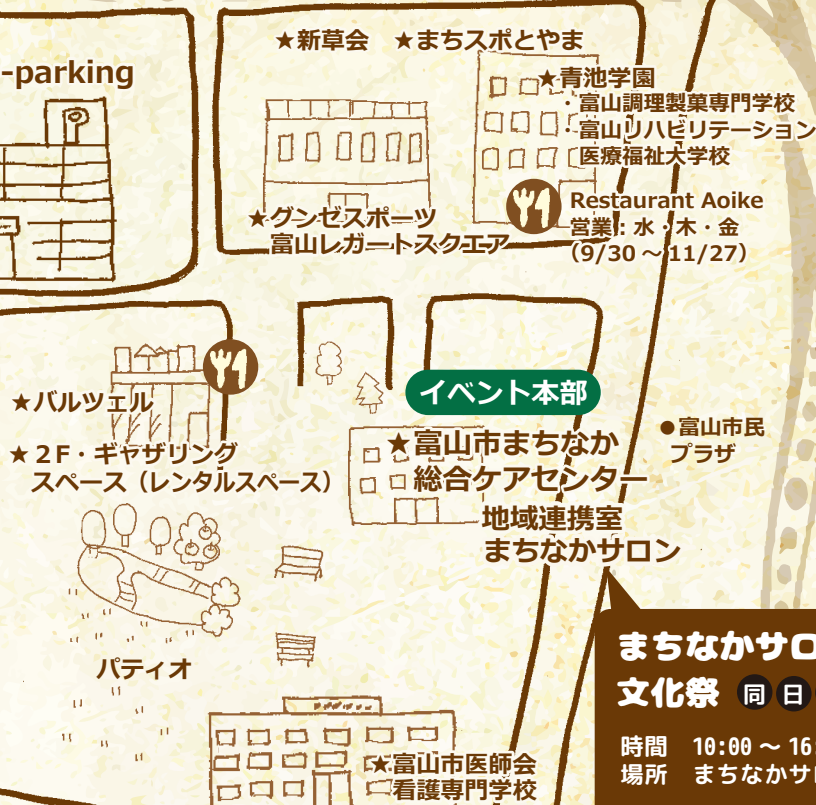 ★新草会 ★まちスポとやま
-parking
★青池学園
・富山調理製菓専門学校
・富山リハビリテーション
医療福祉大学校
Restaurant Aoike
営業：水・木・金
（9/30 ～ 11/27）
★グンゼスポーツ
富山レガートスクエア
★バルツェル
★２F・ギャザリング
スペース（レンタルスペース）
イベント本部
★富山市まちなか
総合ケアセンター
地域連携室
まちなかサロン
●富山市民
プラザ
パティオ
まちなかサロ
文化祭 同 日
時間 10:00 ～ 16:
場所 まちなかサ
★富山市医師会
看護専門学校